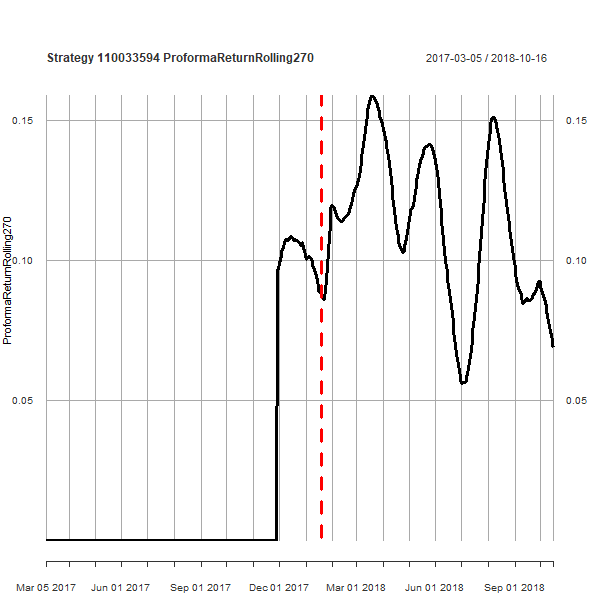 Strategy 110033594 ProformaReturnRolling270
2017-03-05 / 2018-10-16
0.15
0.15
ProformaReturnRolling270
0.10
0.10
0.05
0.05
Mar 05 2017
Jun 01 2017
Sep 01 2017
Dec 01 2017
Mar 01 2018
Jun 01 2018
Sep 01 2018